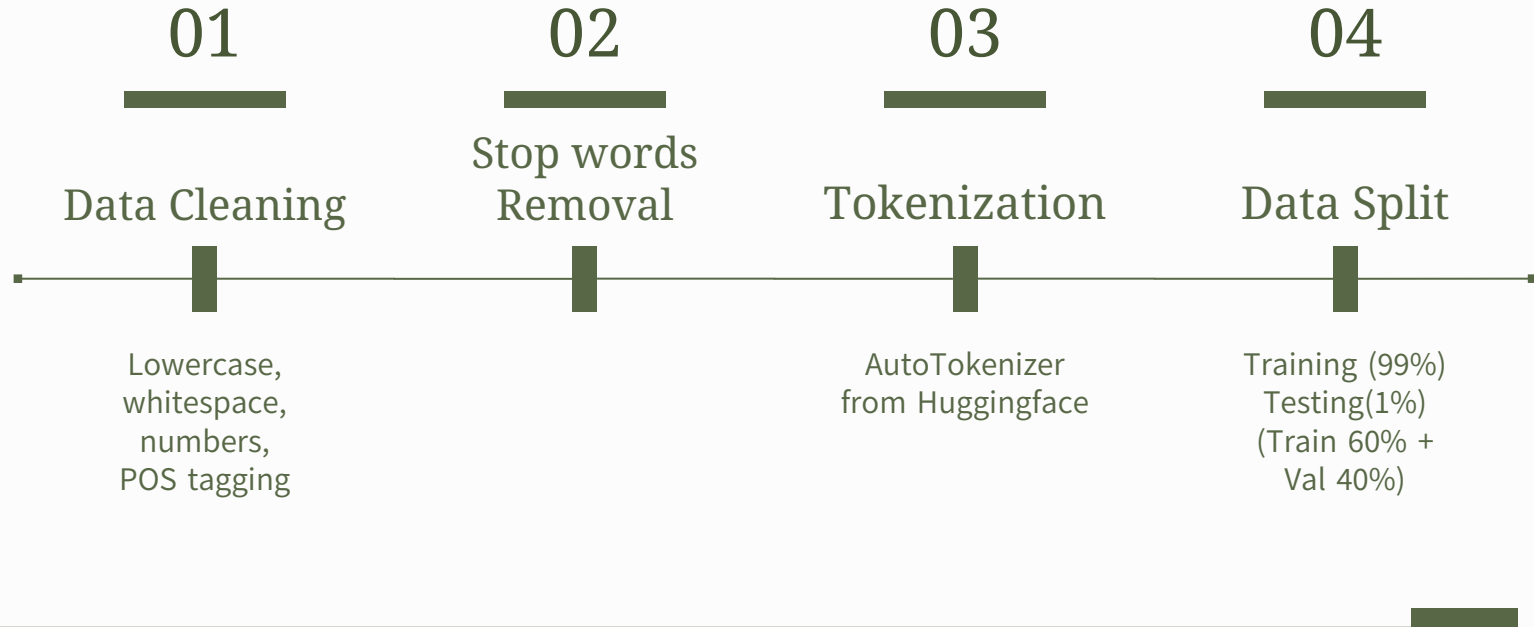 01
Data Cleaning
Lowercase,
whitespace,
numbers,
POS tagging
02
Stop words
Removal
03
Tokenization
AutoTokenizer
from Huggingface
04
Data Split
Training (99%)
Testing(1%)
(Train 60% +
Val 40%)